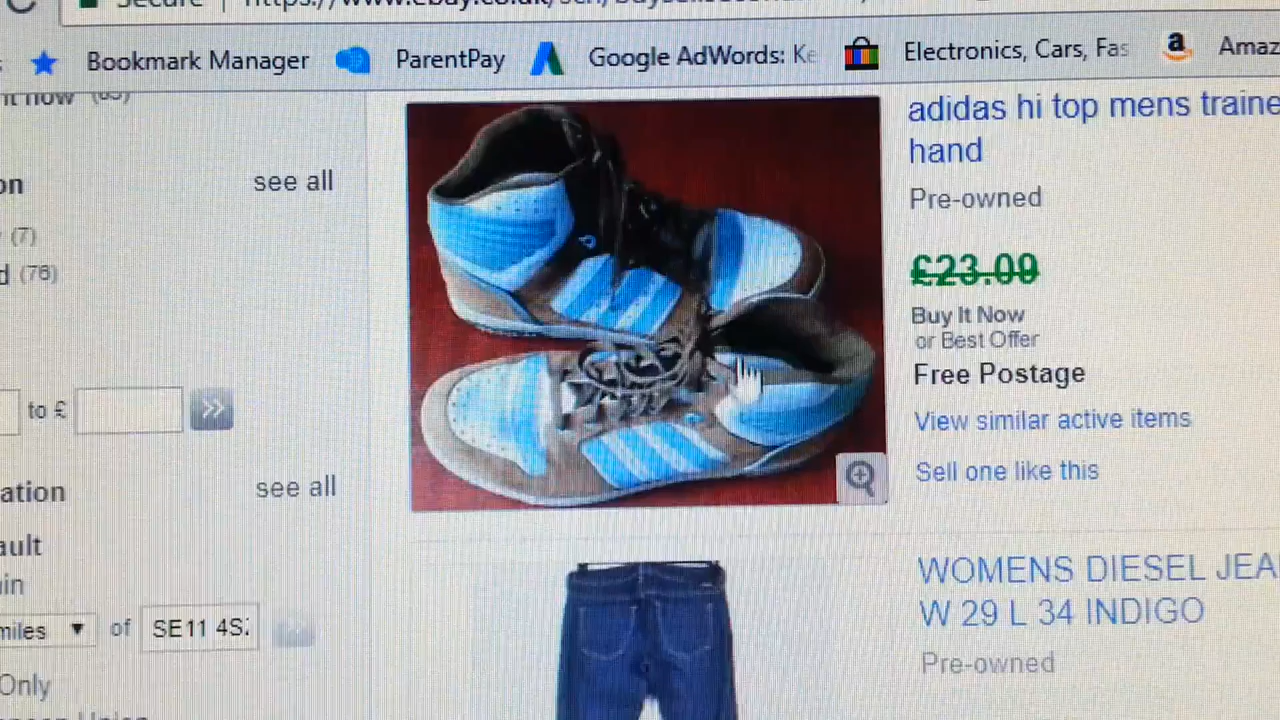 Bookmark Manager ParentPay Google AdWords: Ke Electronics, Cars, Fas Amaz
adidas hi top mens traine
hand
Pre-owned
£23.00
Buy It Now
or Best Offer
Free Postage
View similar active items
Sell one like this
see all
(7)
(76)
to £
see all
miles of SE11 4S
Only
WOMENS DIESEL JEA
W 29 L 34 INDIGO
Pre-owned